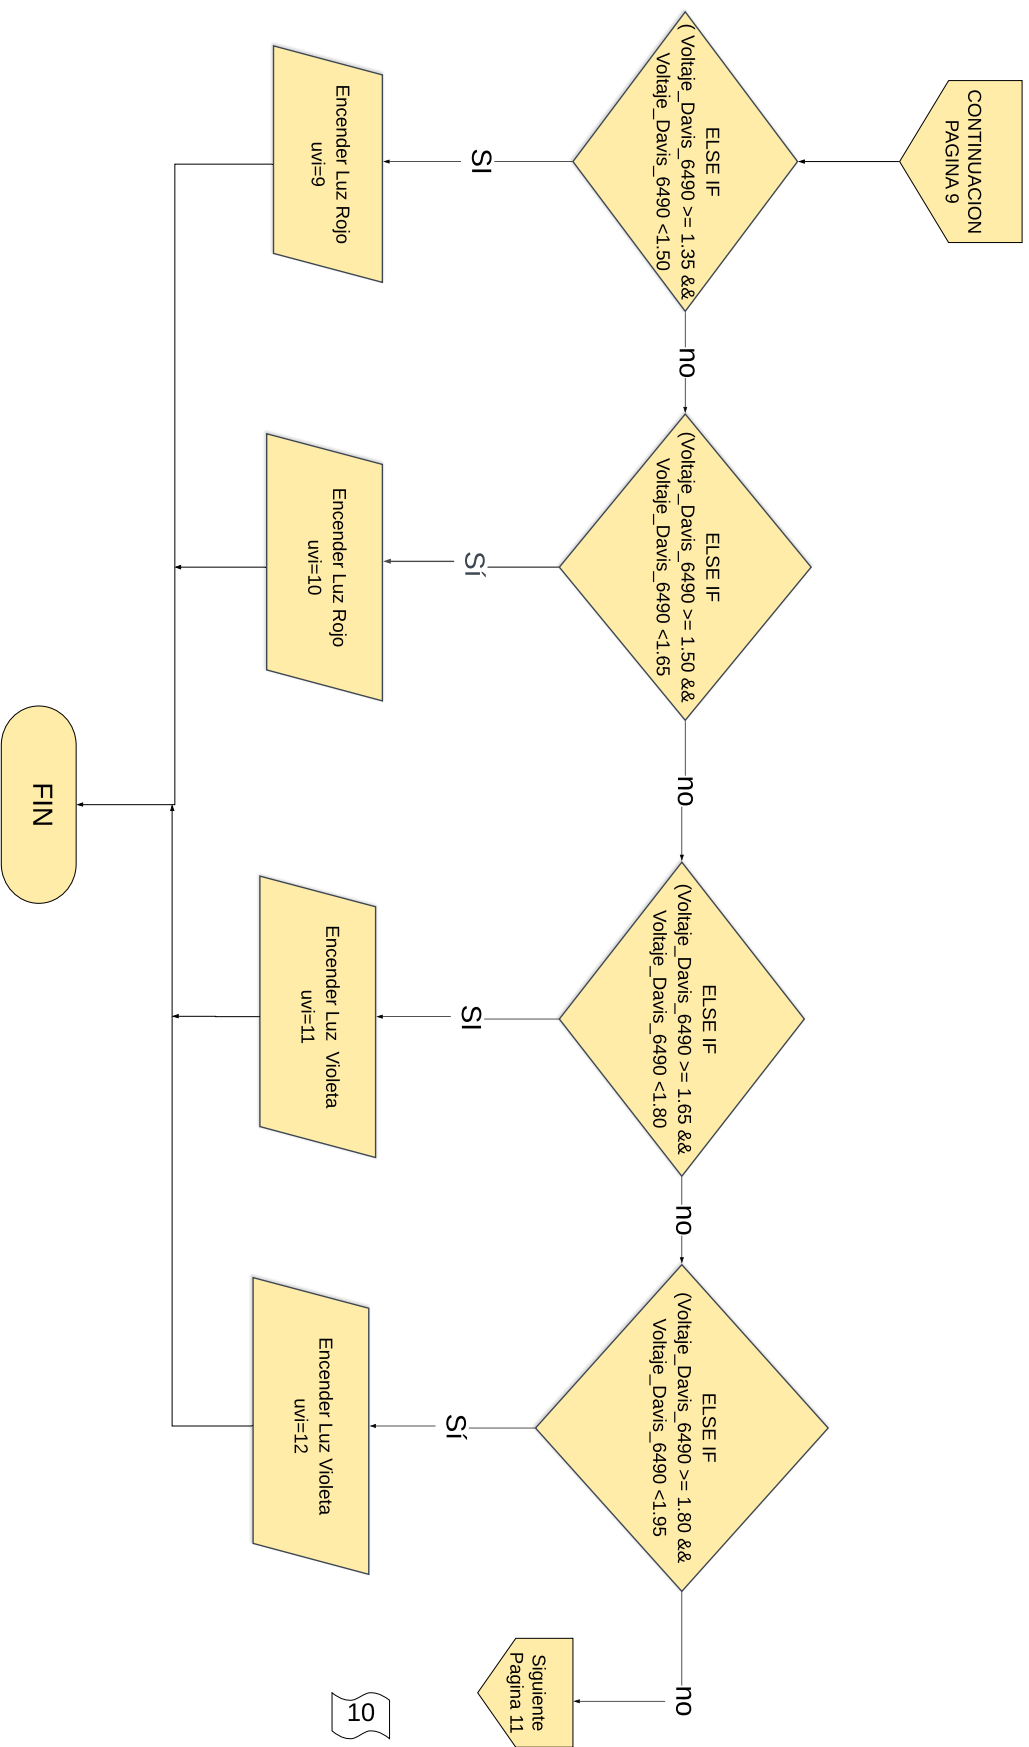 CONTINUACION
PAGINA 9
ELSE IF
( Voltaje_Davis_6490 >= 1.35 &&
Voltaje_Davis_6490 <1.50
no
ELSE IF
(Voltaje_Davis_6490 >= 1.50 &&
Voltaje_Davis_6490 <1.65
no
ELSE IF
(Voltaje_Davis_6490 >= 1.65 &&
Voltaje_Davis_6490 <1.80
no
ELSE IF
(Voltaje_Davis_6490 >= 1.80 &&
Voltaje_Davis_6490 <1.95
no
SI
Sí
SI
Sí
Siguiente
Pagina 11
Encender Luz Rojo
uvi=9
Encender Luz Rojo
uvi=10
Encender Luz Violeta
uvi=11
Encender Luz Violeta
uvi=12
10
FIN